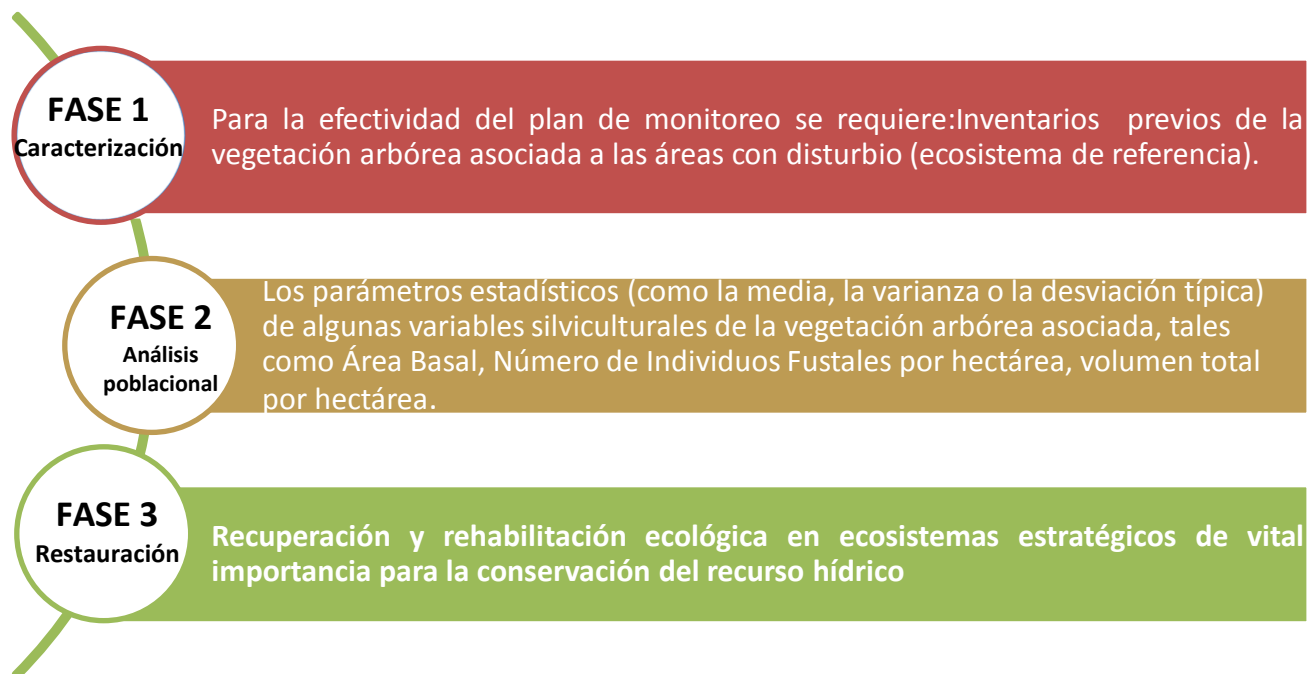 FASE 1
Caracterización
Para la efectividad del plan de monitoreo se requiere:Inventarios previos de la
vegetación arbórea asociada a las áreas con disturbio (ecosistema de referencia).
FASE 2
Análisis
poblacional
Los parámetros estadísticos (como la media, la varianza o la desviación típica)
de algunas variables silviculturales de la vegetación arbórea asociada, tales
como Área Basal, Número de Individuos Fustales por hectárea, volumen total
por hectárea.
FASE 3
Restauración
Recuperación y rehabilitación ecológica en ecosistemas estratégicos de vital
importancia para la conservación del recurso hídrico